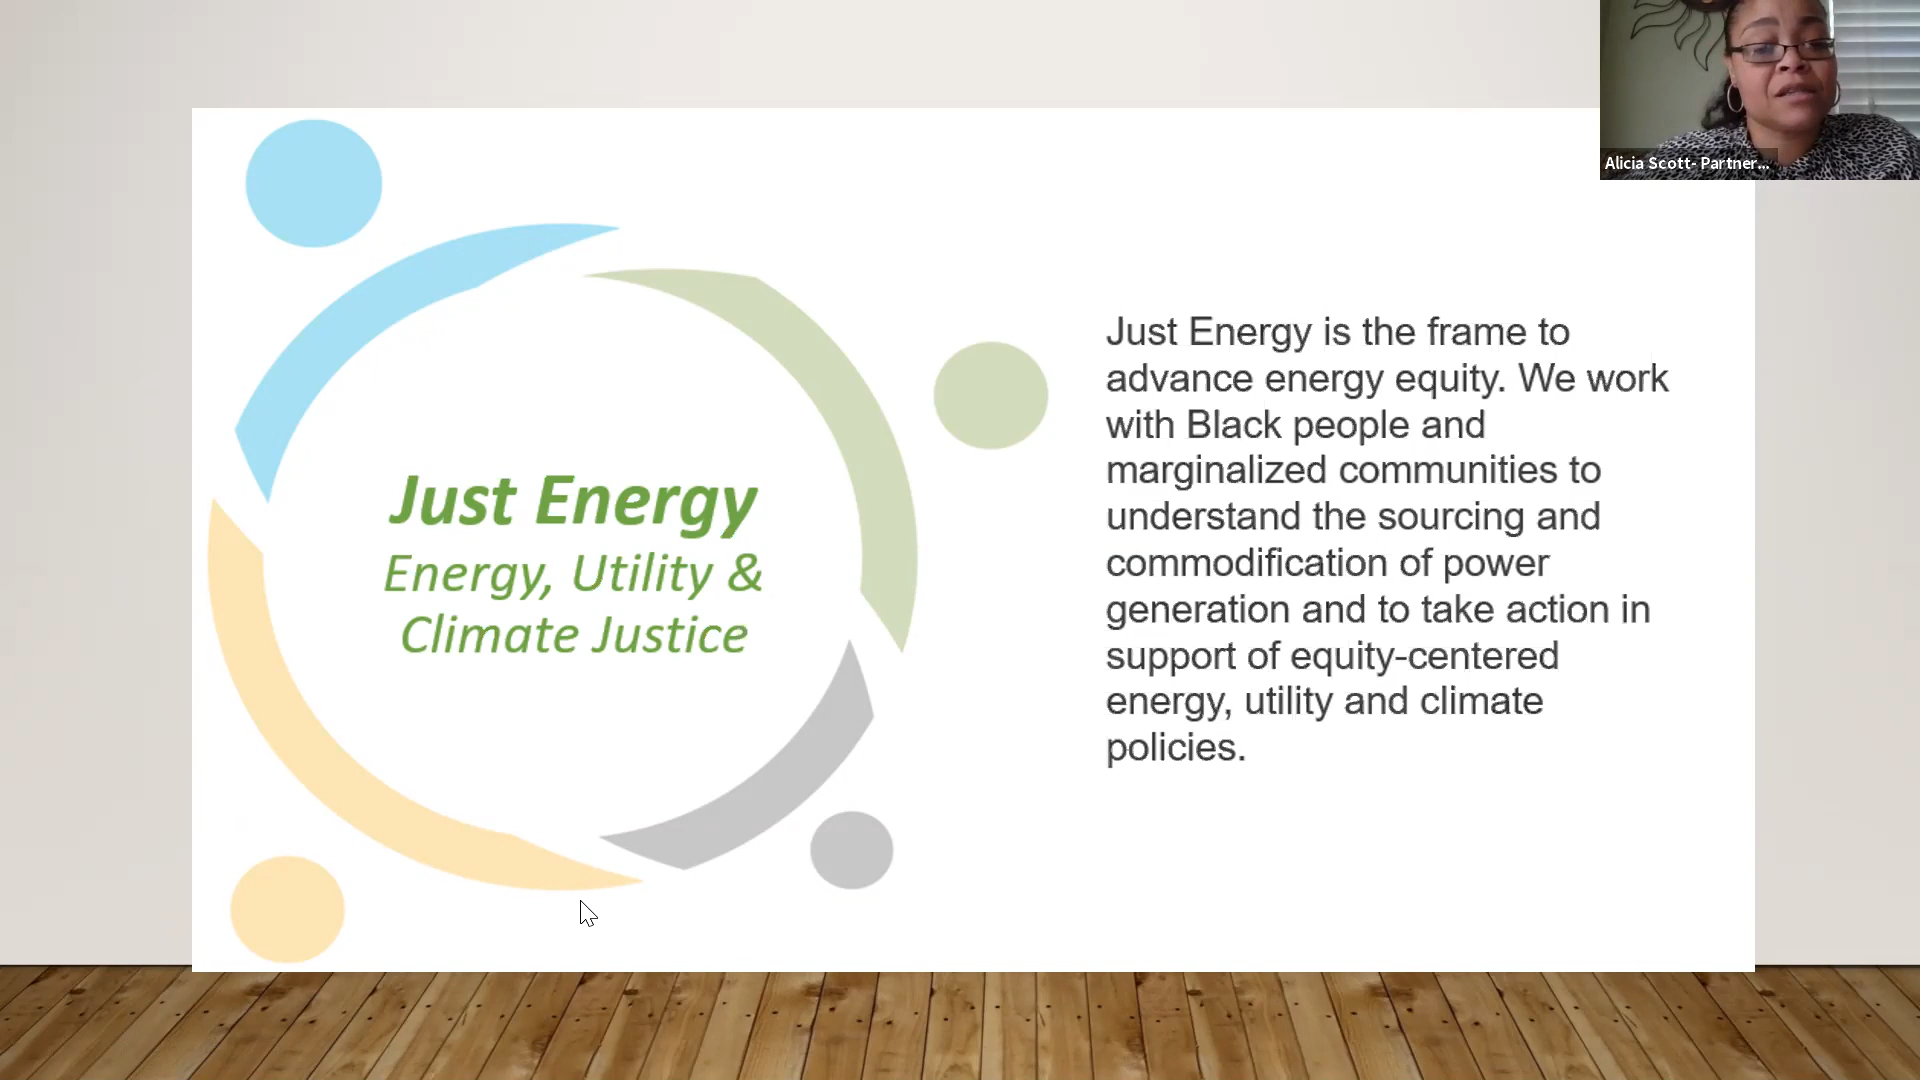 Alicia Scott- Partner...
Just Energy
Energy, Utility &
Climate Justice
Just Energy is the frame to
advance energy equity. We work
with Black people and
marginalized communities to
understand the sourcing and
commodification of power
generation and to take action in
support of equity-centered
energy, utility and climate
policies.